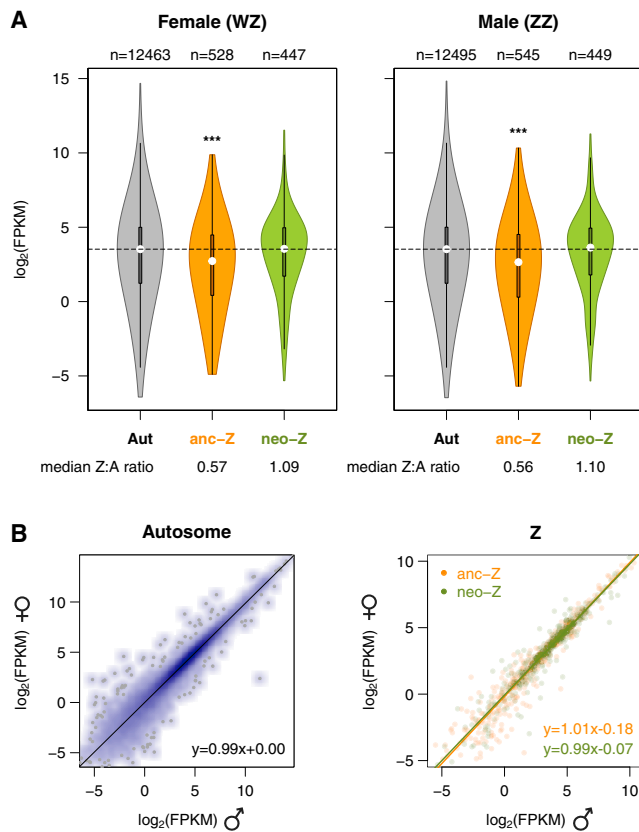 A
Female (WZ) Male (ZZ)
n=12463 n=528 n=447 n=12495 n=545 n=449
15
10
5
0
−5
log2(FPKM)
*** ***
Aut anc−Z neo−Z Aut anc−Z neo−Z
median Z:A ratio 0.57 1.09 median Z:A ratio 0.56 1.10
B
Autosome Z
10
5
0
−5
log2(FPKM) ♀
y=0.99x+0.00
−5 0 5 10
log2(FPKM) ♂
10
5
0
−5
log2(FPKM) ♀
anc−Z
neo−Z
y=1.01x-0.18
y=0.99x-0.07
−5 0 5 10
log2(FPKM) ♂